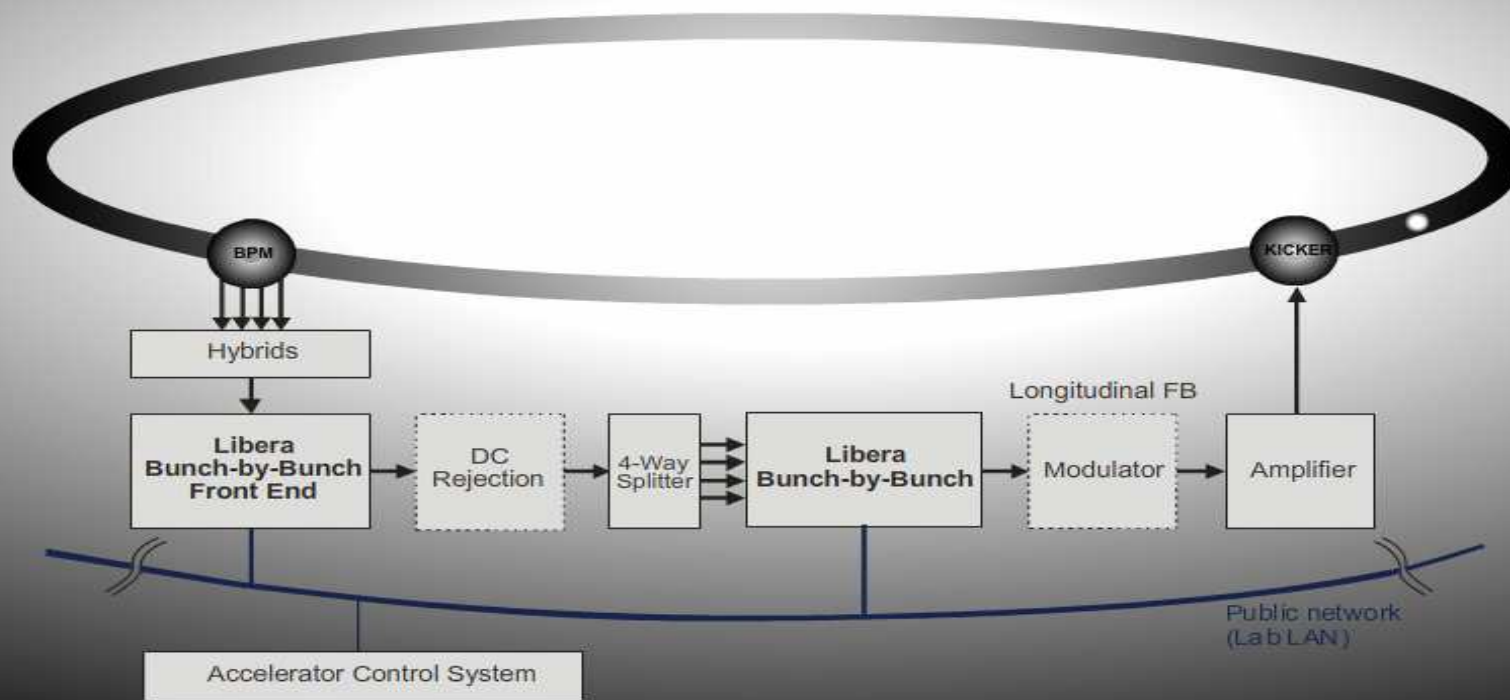 BPM
KICKER
Hybrids
Longitudinal FB
Libera
Bunch-by-Bunch
Front End
DC
Rejection
4-Way
Splitter
Libera
Bunch-by-Bunch
Modulator
Amplifier
Public network
(Lab LAN)
Accelerator Control System